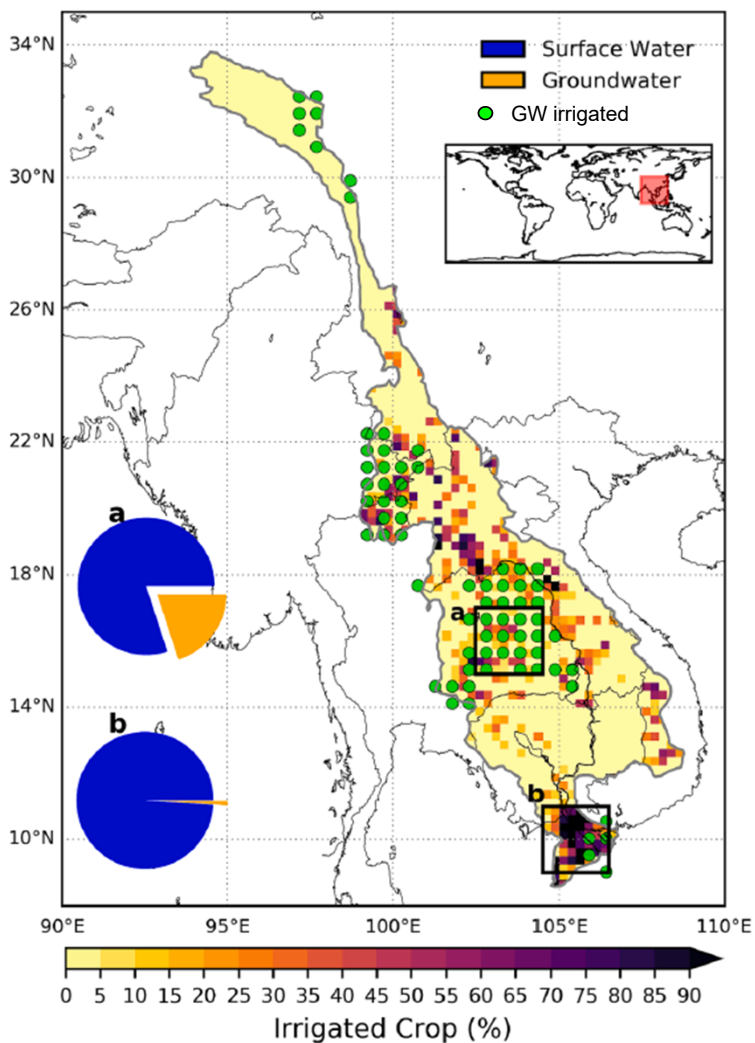 34°N
30°N
26°N
22°N
18°N
14°N
10°N
Surface Water
Groundwater
GW irrigated
a
b
a
b
90°E 95°E 100°E 105°E 110°E
0 5 10 15 20 25 30 35 40 45 50 55 60 65 70 75 80 85 90
Irrigated Crop (%)